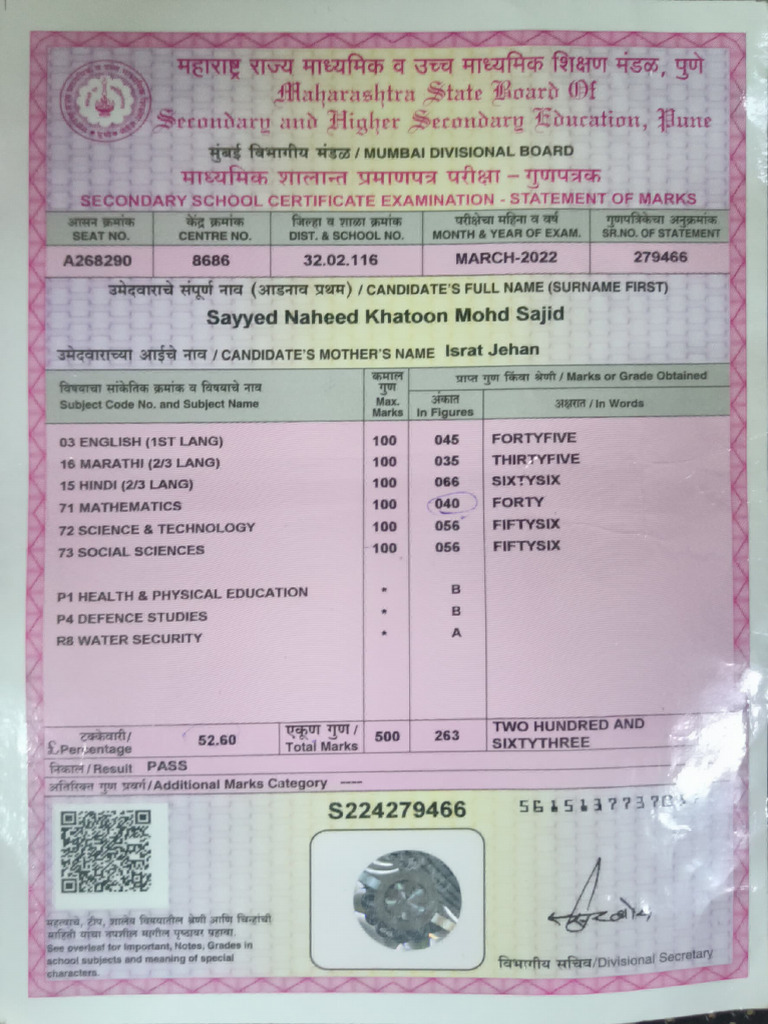 महाराष्ट्र राज्य माध्यमिक व उच्च माध्यमिक शिक्षण मंडळ, पुणे
Maharashtra State Board Of
Secondary and Higher Secondary Education, Pune
मुंबई विभागीय मंडळ / MUMBAI DIVISIONAL BOARD
माध्यमिक शालान्त प्रमाणपत्र परीक्षा – गुणपत्रक
SECONDARY SCHOOL CERTIFICATE EXAMINATION - STATEMENT OF MARKS
आसन क्रमांक केंद्र क्रमांक जिल्हा व शाळा क्रमांक परीक्षेचा महिना व वर्ष गुणपत्रिकेचा अनुक्रमांक
SEAT NO. CENTRE NO. DIST. & SCHOOL NO. MONTH & YEAR OF EXAM. SR.NO. OF STATEMENT
A268290 8686 32.02.116 MARCH-2022 279466
उमेदवाराचे संपूर्ण नाव (आडनाव प्रथम) / CANDIDATE'S FULL NAME (SURNAME FIRST)
Sayyed Naheed Khatoon Mohd Sajid
उमेदवाराच्या आईचे नाव / CANDIDATE'S MOTHER'S NAME Israt Jehan
विषयाचा सांकेतिक क्रमांक व विषयाचे नाव
Subject Code No. and Subject Name
कमाल
गुण
Max.
Marks
प्राप्त गुण किंवा श्रेणी / Marks or Grade Obtained
अंकात
In Figures
अक्षरात / In Words
03 ENGLISH (1ST LANG) 100 045 FORTYFIVE
16 MARATHI (2/3 LANG) 100 035 THIRTYFIVE
15 HINDI (2/3 LANG) 100 066 SIXTYSIX
71 MATHEMATICS 100 040 FORTY
72 SCIENCE & TECHNOLOGY 100 056 FIFTYSIX
73 SOCIAL SCIENCES 100 056 FIFTYSIX
P1 HEALTH & PHYSICAL EDUCATION * B
P4 DEFENCE STUDIES * B
R8 WATER SECURITY * A
टक्केवारी/
£Percentage
52.60
एकूण गुण /
Total Marks
500 263
TWO HUNDRED AND
SIXTYTHREE
निकाल / Result PASS
अतिरिक्त गुण प्रवर्ग / Additional Marks Category ----
S224279466
महत्वाचे, टीप, शालेय विषयातील श्रेणी आणि चिन्हांची
माहिती यांचा तपशील मागील पृष्ठावर पहावा.
See overleaf for Important, Notes, Grades in
school subjects and meaning of special
characters.
विभागीय सचिव/Divisional Secretary